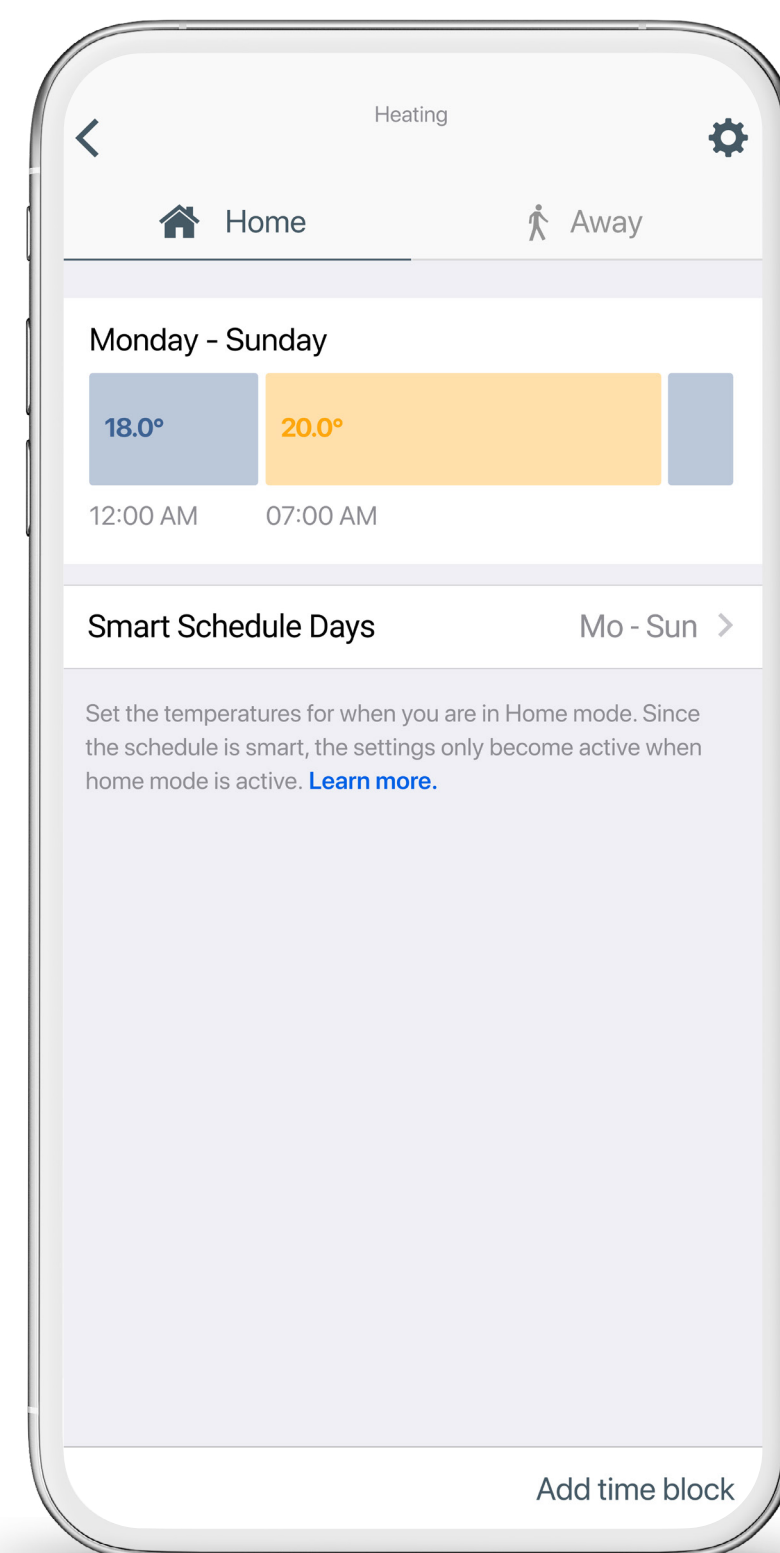 Heating
Home
Away
Monday - Sunday
18.0°
20.0°
12:00 AM
07:00 AM
Smart Schedule Days
Mo - Sun
Set the temperatures for when you are in Home mode. Since
the schedule is smart, the settings only become active when
home mode is active. Learn more.
Add time block